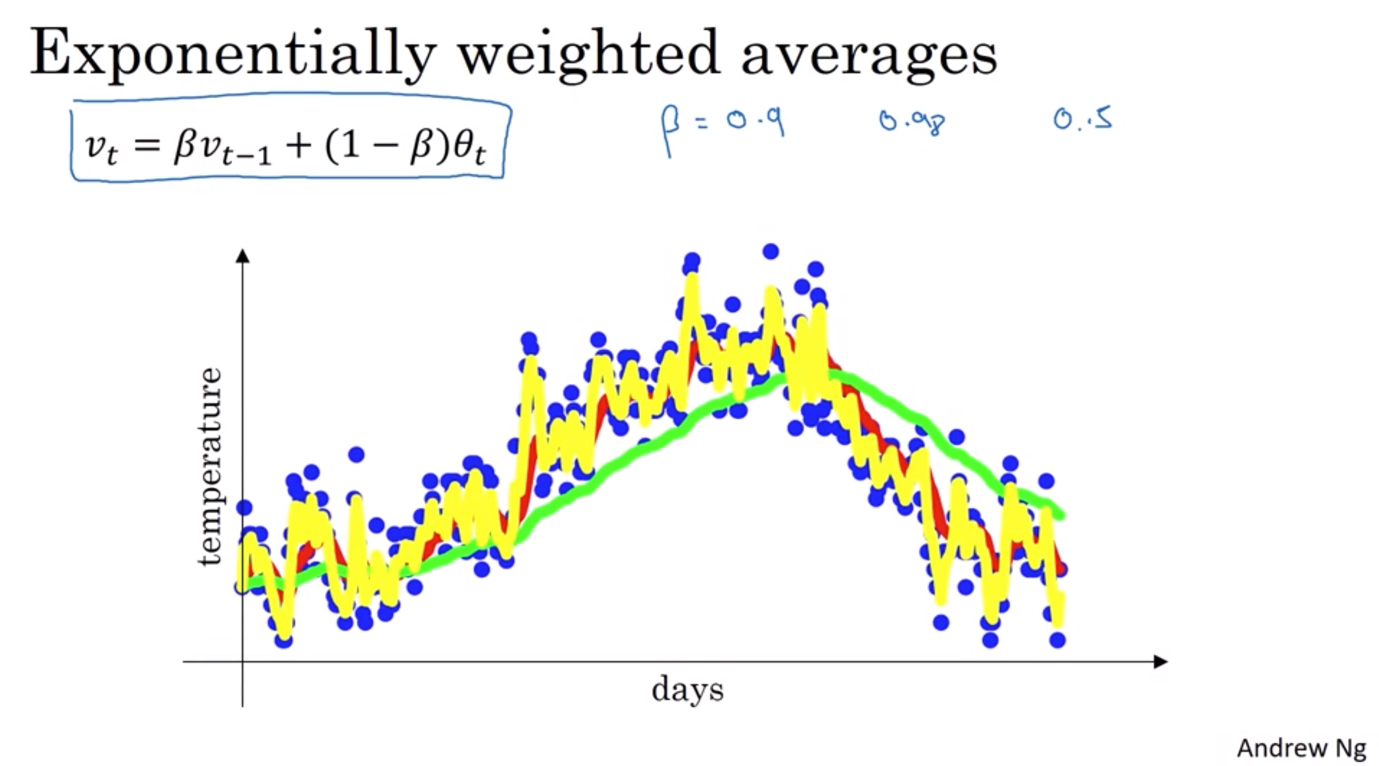 Exponentially weighted averages
v_t = βv_{t−1} + (1 − β)θ_t
β = 0.9 0.98 0.5
temperature
days
Andrew Ng